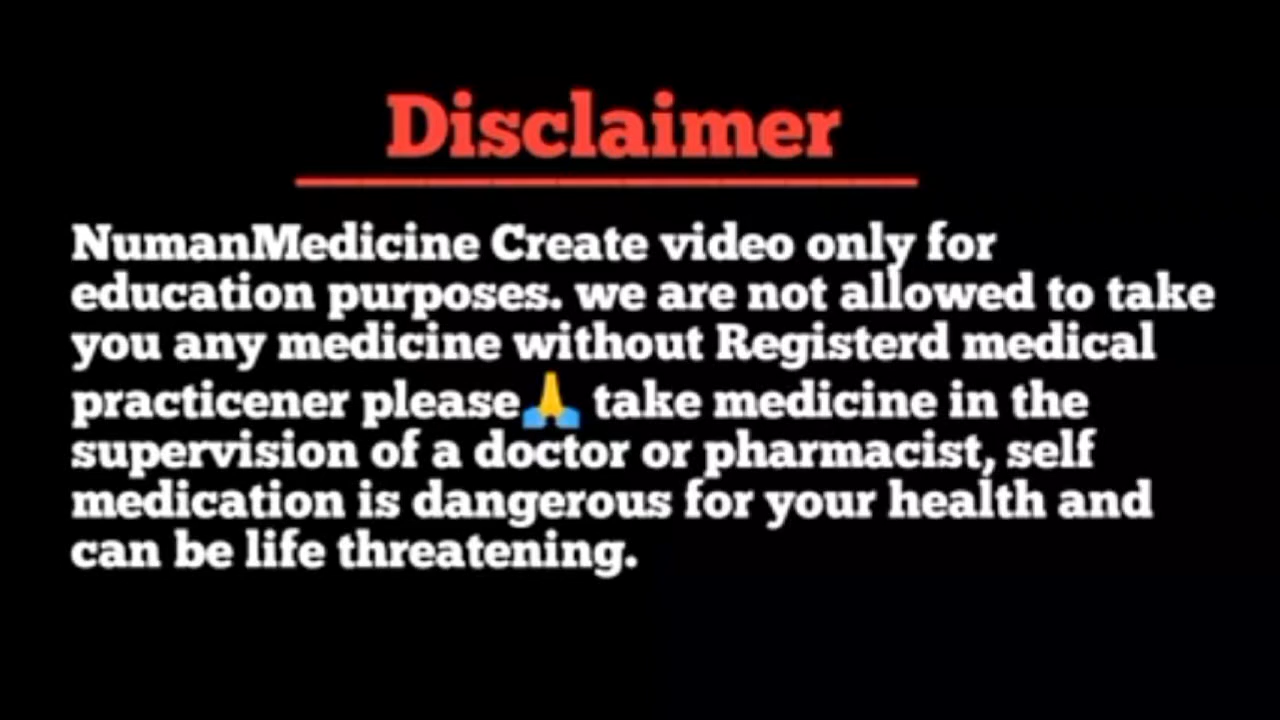 Disclaimer
NumanMedicine Create video only for
education purposes. we are not allowed to take
you any medicine without Registerd medical
practicener please🙏 take medicine in the
supervision of a doctor or pharmacist, self
medication is dangerous for your health and
can be life threatening.